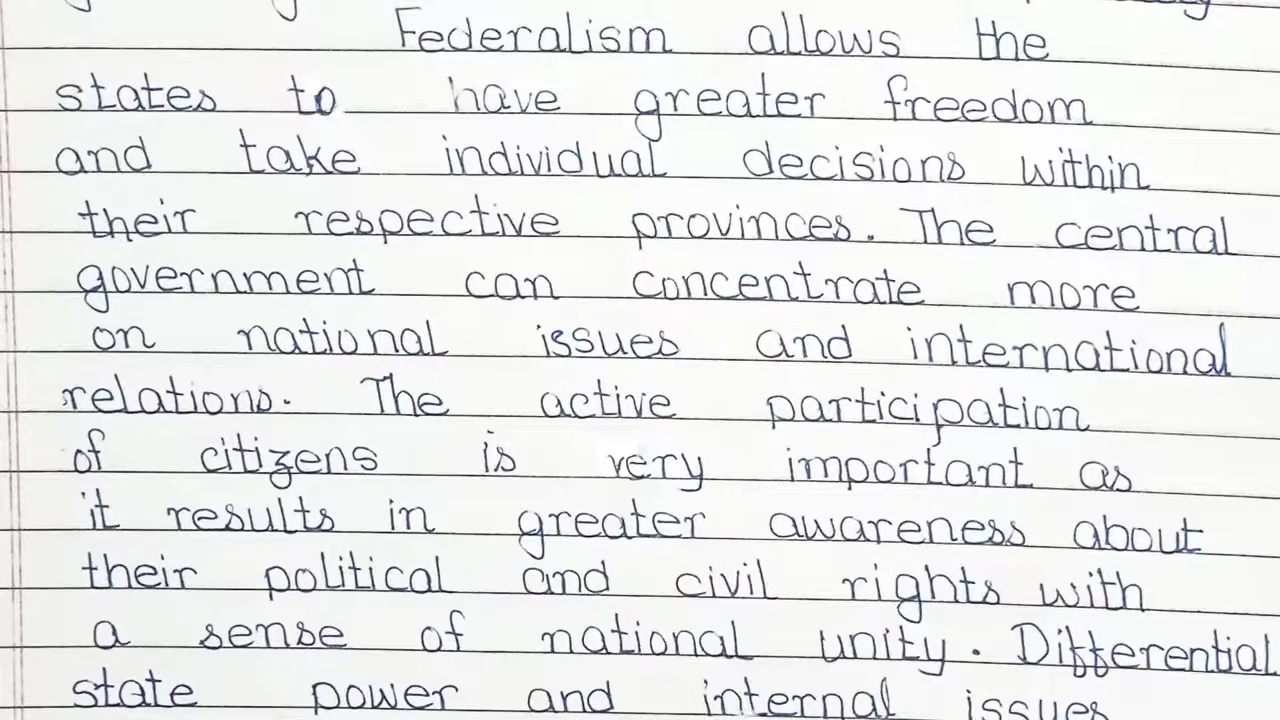 Federalism allows the
states to have greater freedom
and take individual decisions within
their respective provinces. The central
government can concentrate more
on national issues and international
relations. The active participation
of citizens is very important as
it results in greater awareness about
their political and civil rights with
a sense of national unity. Differential
state power and internal issues